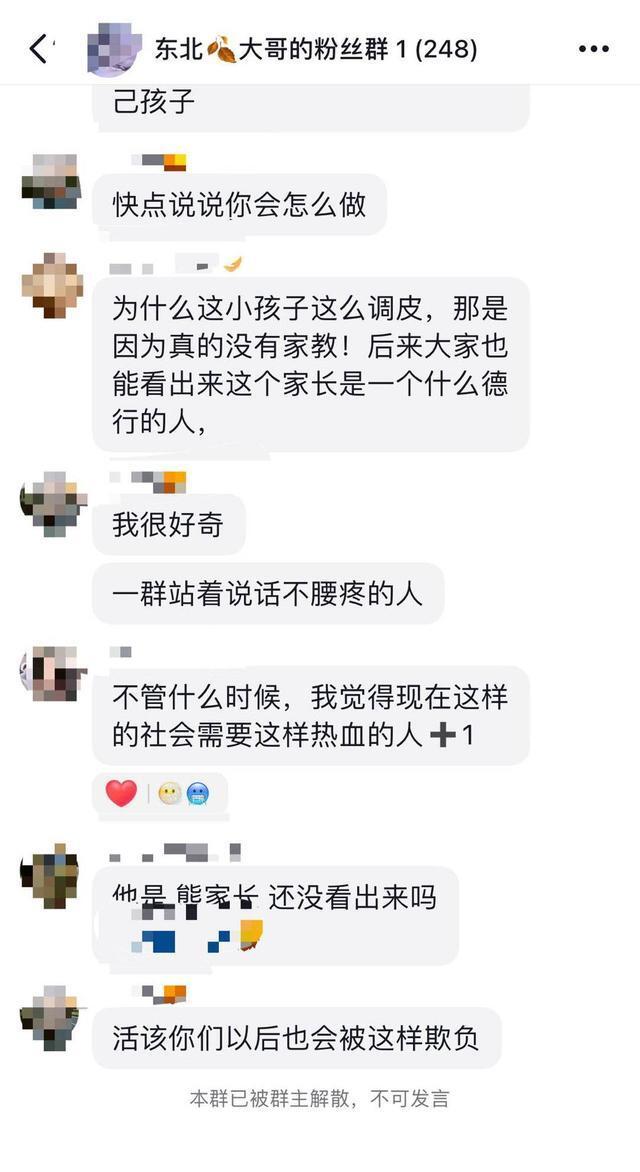 东北🍂大哥的粉丝群 1 (248)
己孩子
快点说说你会怎么做
为什么这小孩子这么调皮，那是
因为真的没有家教！后来大家也
能看出来这个家长是一个什么德
行的人，
我很好奇
一群站着说话不腰疼的人
不管什么时候，我觉得现在这样
的社会需要这样热血的人➕1
他是 熊家长 还没看出来吗
活该你们以后也会被这样欺负
本群已被群主解散，不可发言